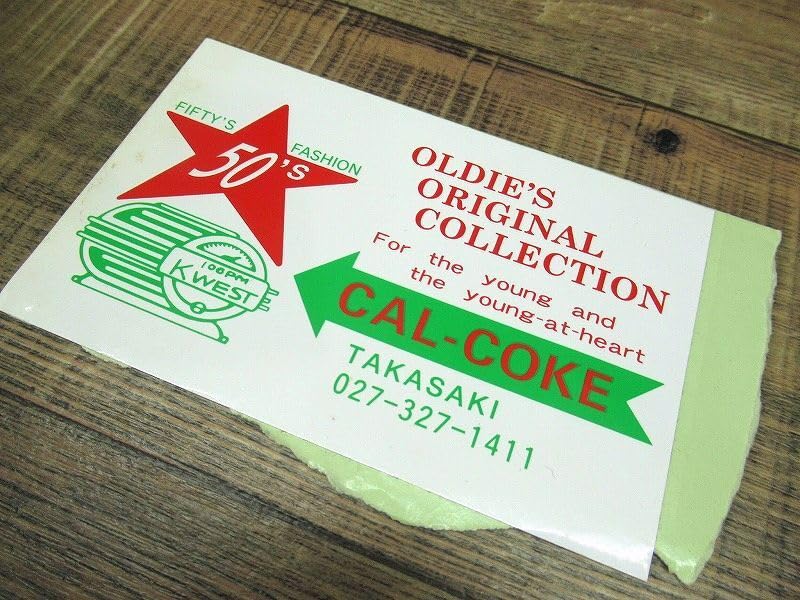 FIFTY'S
50'S
FASHION
100PM
KWEST
OLDIE'S
ORIGINAL
COLLECTION
For the young and
the young-at-heart
CAL-COKE
TAKASAKI
027-327-1411